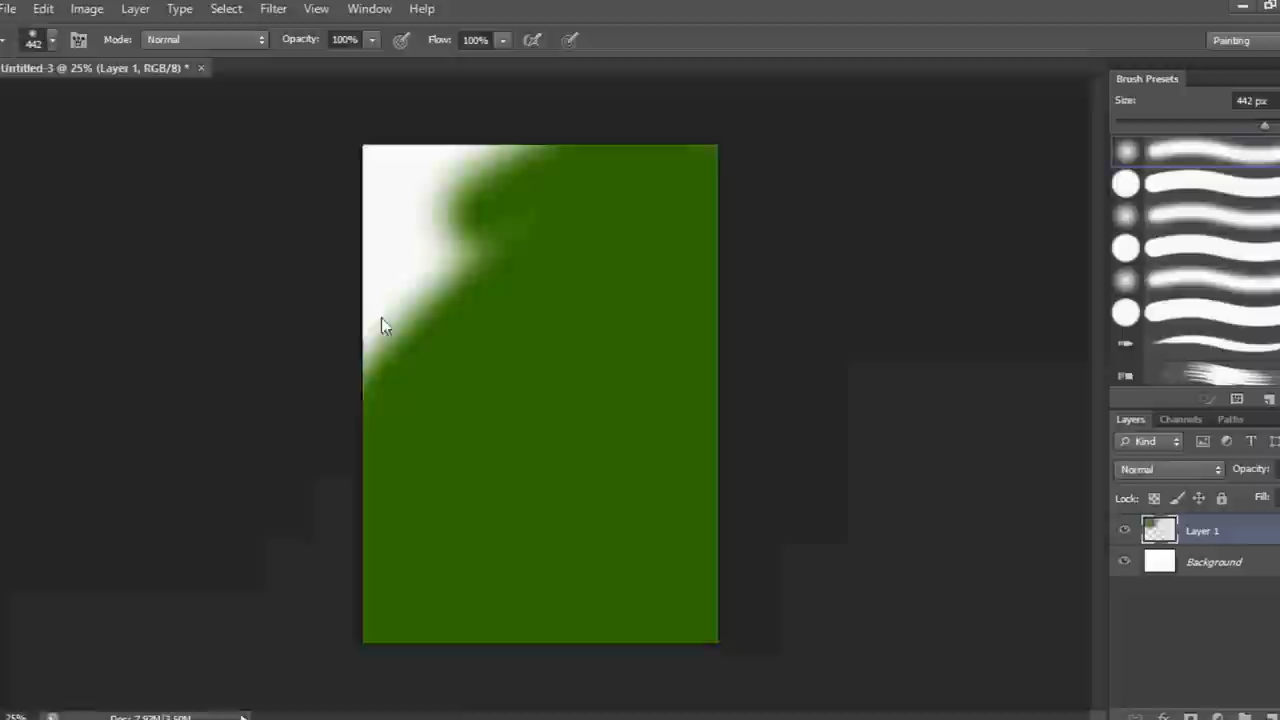 File Edit Image Layer Type Select Filter View Window Help
442 Mode: Normal Opacity: 100% Flow: 100% Painting
Untitled-3 @ 25% (Layer 1, RGB/8) * ×
Brush Presets
Size: 442 px
Layers Channels Paths
Kind T
Normal Opacity:
Lock: Fill:
Layer 1
Background
25%